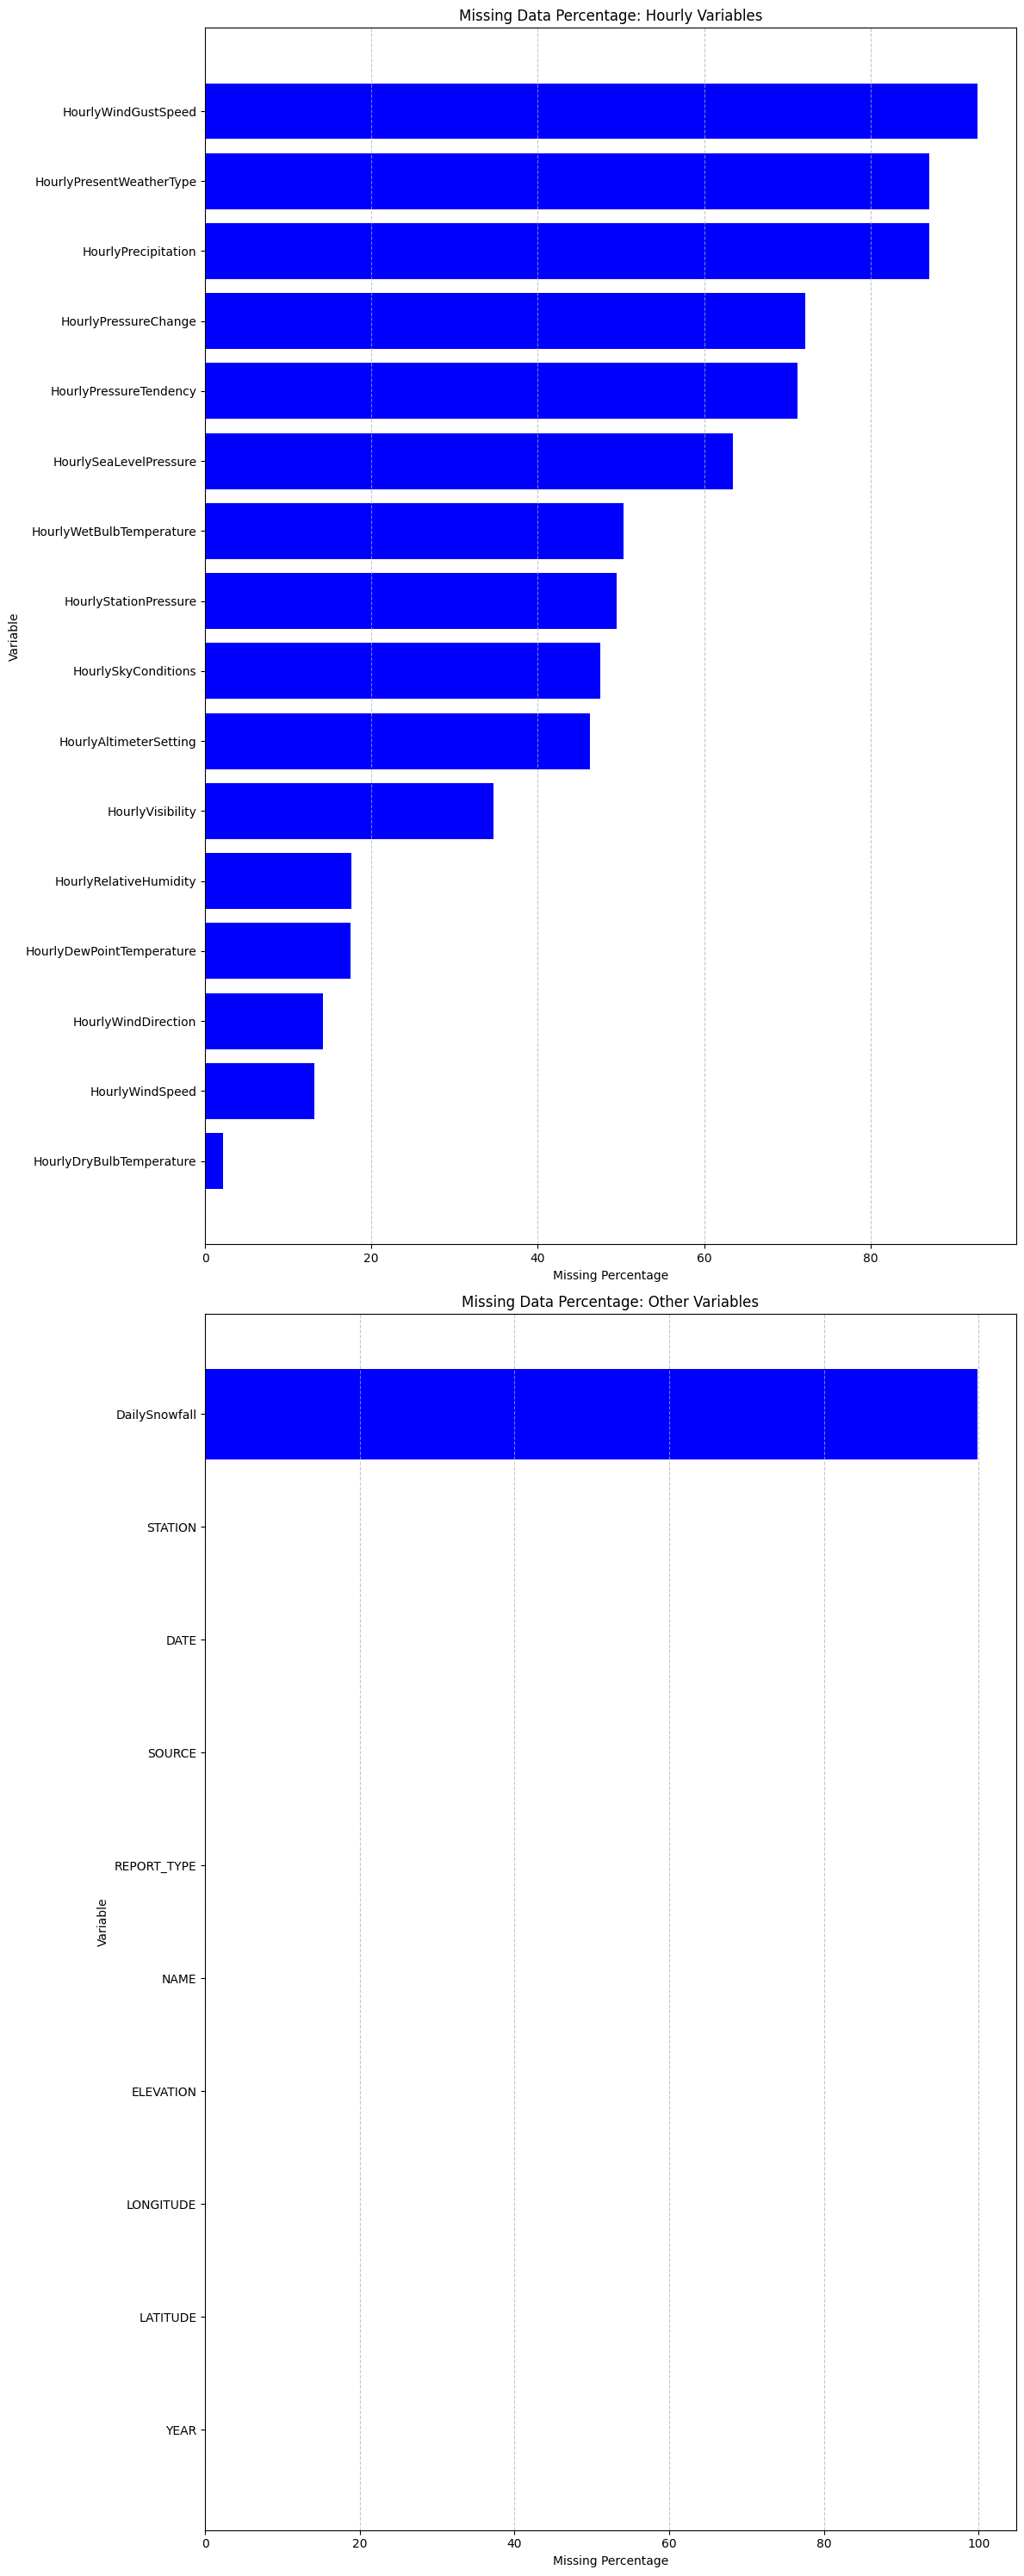 Missing Data Percentage: Hourly Variables
HourlyWindGustSpeed
HourlyPresentWeatherType
HourlyPrecipitation
HourlyPressureChange
HourlyPressureTendency
HourlySeaLevelPressure
HourlyWetBulbTemperature
HourlyStationPressure
Variable
HourlySkyConditions
HourlyAltimeterSetting
HourlyVisibility
HourlyRelativeHumidity
HourlyDewPointTemperature
HourlyWindDirection
HourlyWindSpeed
HourlyDryBulbTemperature
0 20 40 60 80
Missing Percentage
Missing Data Percentage: Other Variables
DailySnowfall
STATION
DATE
SOURCE
REPORT_TYPE
Variable
NAME
ELEVATION
LONGITUDE
LATITUDE
YEAR
0 20 40 60 80 100
Missing Percentage